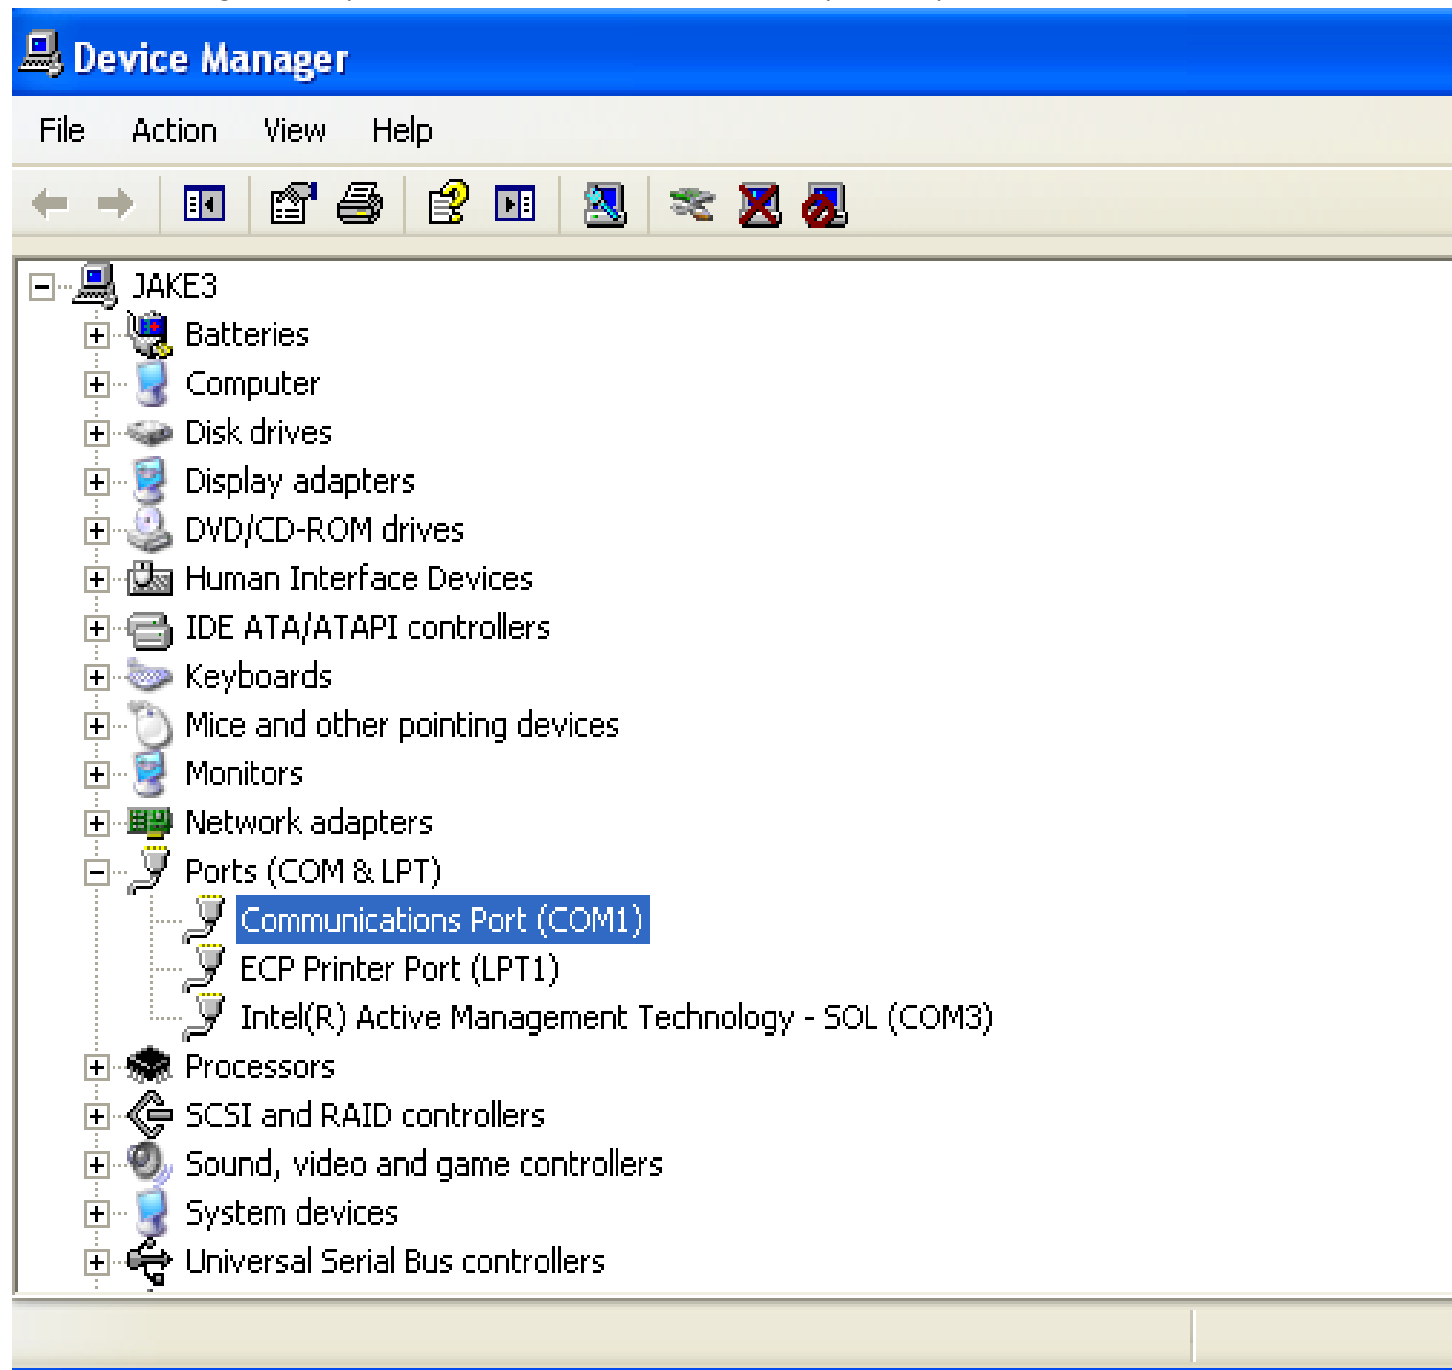 Device Manager
File Action View Help
JAKE3
Batteries
Computer
Disk drives
Display adapters
DVD/CD-ROM drives
Human Interface Devices
IDE ATA/ATAPI controllers
Keyboards
Mice and other pointing devices
Monitors
Network adapters
Ports (COM & LPT)
Communications Port (COM1)
ECP Printer Port (LPT1)
Intel(R) Active Management Technology - SOL (COM3)
Processors
SCSI and RAID controllers
Sound, video and game controllers
System devices
Universal Serial Bus controllers